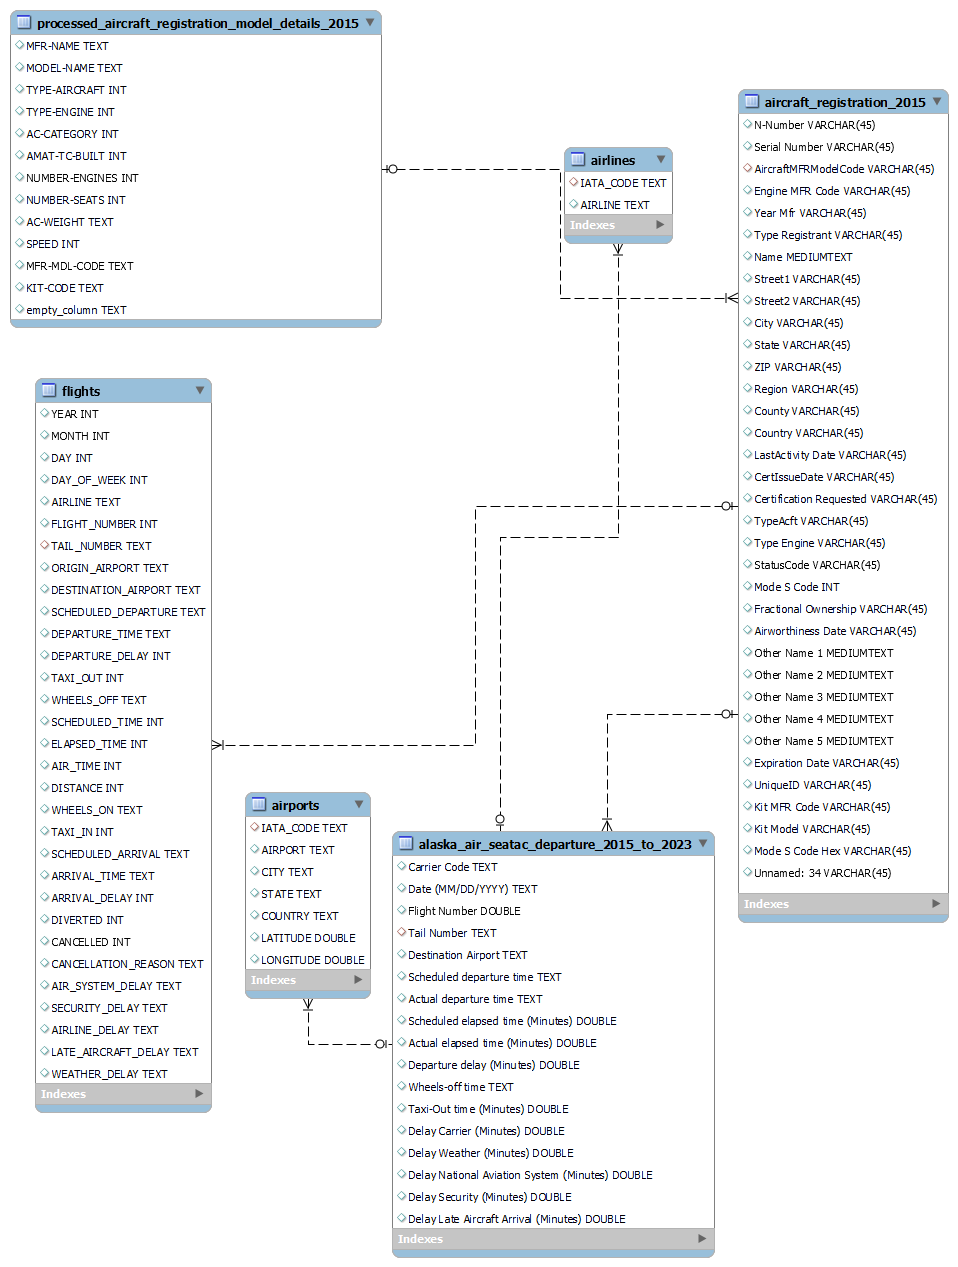 processed_aircraft_registration_model_details_2015
MFR-NAME TEXT
MODEL-NAME TEXT
TYPE-AIRCRAFT INT
TYPE-ENGINE INT
AC-CATEGORY INT
AMAT-TC-BUILT INT
NUMBER-ENGINES INT
NUMBER-SEATS INT
AC-WEIGHT TEXT
SPEED INT
MFR-MDL-CODE TEXT
KIT-CODE TEXT
empty_column TEXT
airlines
IATA_CODE TEXT
AIRLINE TEXT
Indexes
aircraft_registration_2015
N-Number VARCHAR(45)
Serial Number VARCHAR(45)
AircraftMFRModelCode VARCHAR(45)
Engine MFR Code VARCHAR(45)
Year Mfr VARCHAR(45)
Type Registrant VARCHAR(45)
Name MEDIUMTEXT
Street1 VARCHAR(45)
Street2 VARCHAR(45)
City VARCHAR(45)
State VARCHAR(45)
ZIP VARCHAR(45)
Region VARCHAR(45)
County VARCHAR(45)
Country VARCHAR(45)
LastActivity Date VARCHAR(45)
CertIssueDate VARCHAR(45)
Certification Requested VARCHAR(45)
TypeAcft VARCHAR(45)
Type Engine VARCHAR(45)
StatusCode VARCHAR(45)
Mode S Code INT
Fractional Ownership VARCHAR(45)
Airworthiness Date VARCHAR(45)
Other Name 1 MEDIUMTEXT
Other Name 2 MEDIUMTEXT
Other Name 3 MEDIUMTEXT
Other Name 4 MEDIUMTEXT
Other Name 5 MEDIUMTEXT
Expiration Date VARCHAR(45)
UniqueID VARCHAR(45)
Kit MFR Code VARCHAR(45)
Kit Model VARCHAR(45)
Mode S Code Hex VARCHAR(45)
Unnamed: 34 VARCHAR(45)
Indexes
flights
YEAR INT
MONTH INT
DAY INT
DAY_OF_WEEK INT
AIRLINE TEXT
FLIGHT_NUMBER INT
TAIL_NUMBER TEXT
ORIGIN_AIRPORT TEXT
DESTINATION_AIRPORT TEXT
SCHEDULED_DEPARTURE TEXT
DEPARTURE_TIME TEXT
DEPARTURE_DELAY INT
TAXI_OUT INT
WHEELS_OFF TEXT
SCHEDULED_TIME INT
ELAPSED_TIME INT
AIR_TIME INT
DISTANCE INT
WHEELS_ON TEXT
TAXI_IN INT
SCHEDULED_ARRIVAL TEXT
ARRIVAL_TIME TEXT
ARRIVAL_DELAY INT
DIVERTED INT
CANCELLED INT
CANCELLATION_REASON TEXT
AIR_SYSTEM_DELAY TEXT
SECURITY_DELAY TEXT
AIRLINE_DELAY TEXT
LATE_AIRCRAFT_DELAY TEXT
WEATHER_DELAY TEXT
Indexes
airports
IATA_CODE TEXT
AIRPORT TEXT
CITY TEXT
STATE TEXT
COUNTRY TEXT
LATITUDE DOUBLE
LONGITUDE DOUBLE
Indexes
alaska_air_seatac_departure_2015_to_2023
Carrier Code TEXT
Date (MM/DD/YYYY) TEXT
Flight Number DOUBLE
Tail Number TEXT
Destination Airport TEXT
Scheduled departure time TEXT
Actual departure time TEXT
Scheduled elapsed time (Minutes) DOUBLE
Actual elapsed time (Minutes) DOUBLE
Departure delay (Minutes) DOUBLE
Wheels-off time TEXT
Taxi-Out time (Minutes) DOUBLE
Delay Carrier (Minutes) DOUBLE
Delay Weather (Minutes) DOUBLE
Delay National Aviation System (Minutes) DOUBLE
Delay Security (Minutes) DOUBLE
Delay Late Aircraft Arrival (Minutes) DOUBLE
Indexes